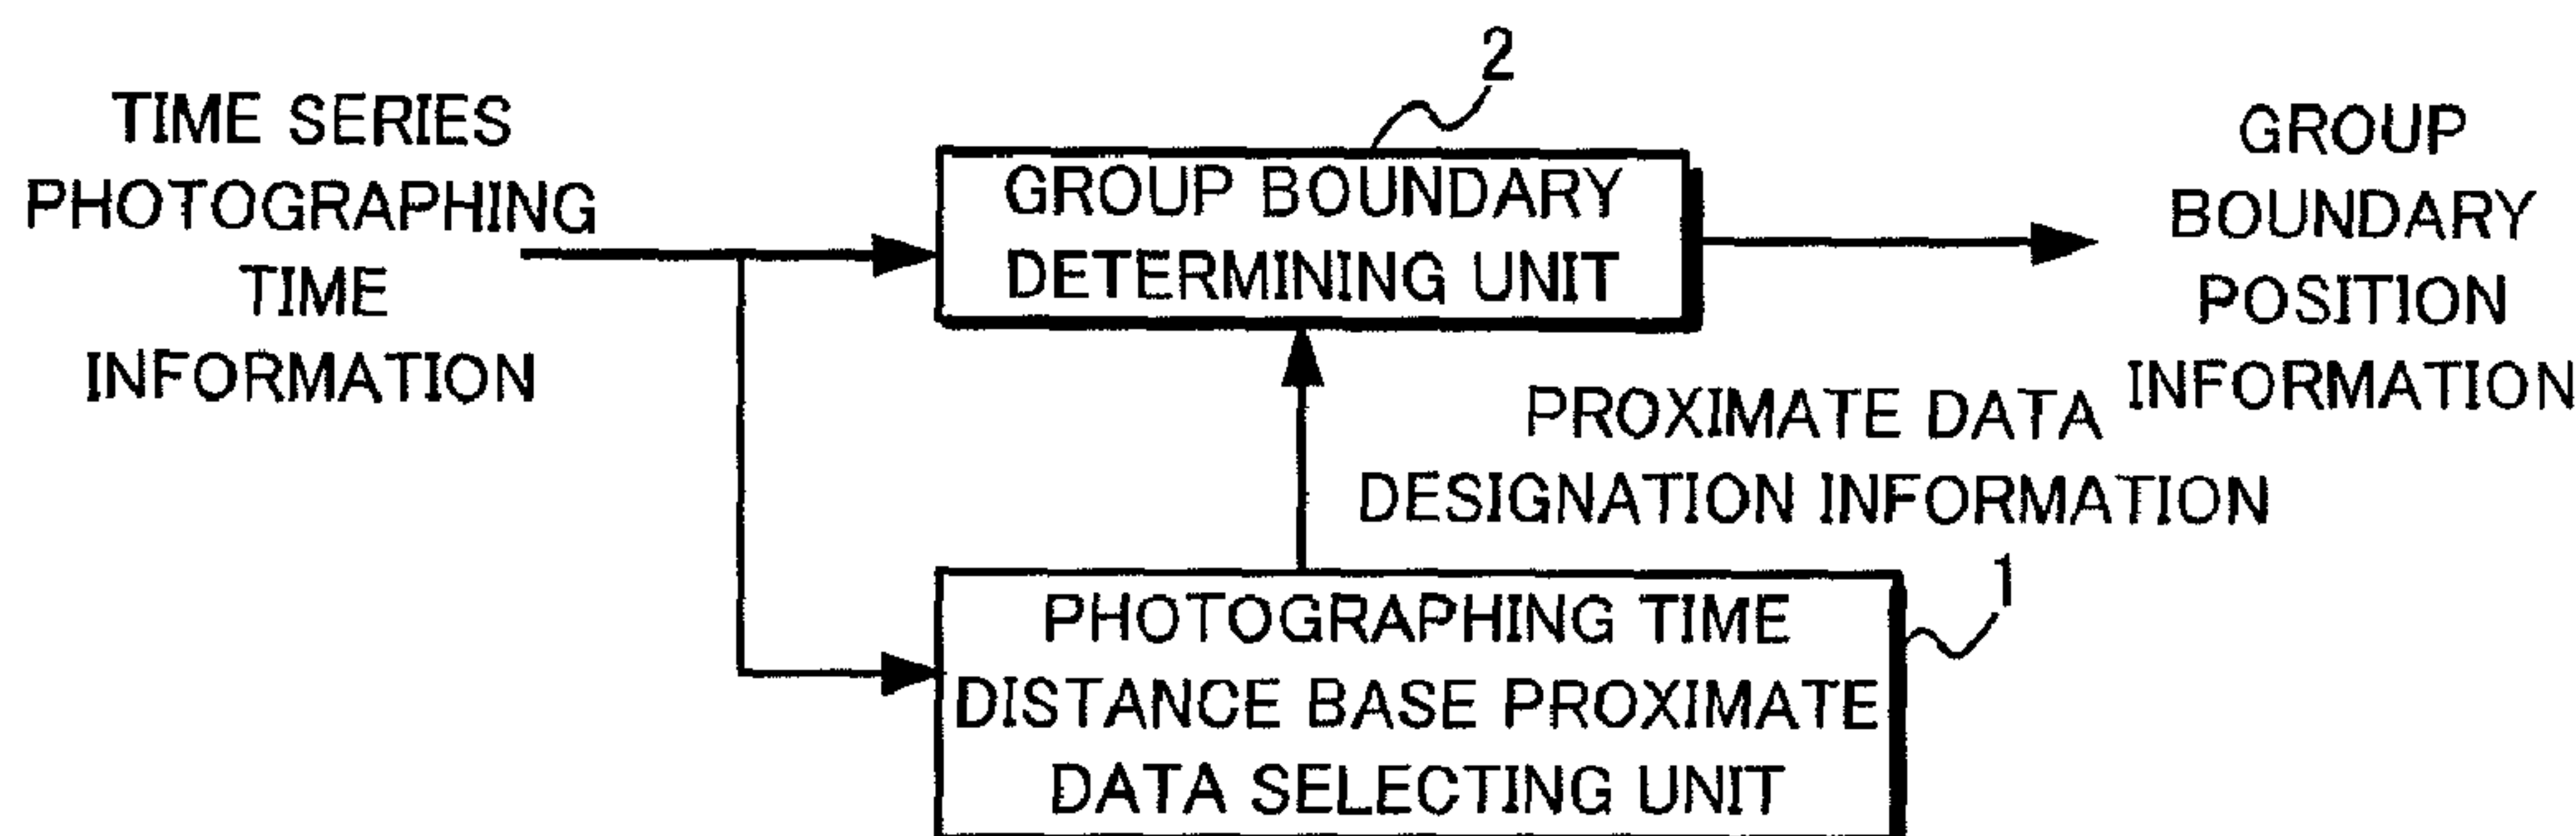 2
TIME SERIES
PHOTOGRAPHING
TIME
INFORMATION
GROUP BOUNDARY
DETERMINING UNIT
GROUP
BOUNDARY
POSITION
INFORMATION
PROXIMATE DATA
DESIGNATION INFORMATION
1
PHOTOGRAPHING TIME
DISTANCE BASE PROXIMATE
DATA SELECTING UNIT